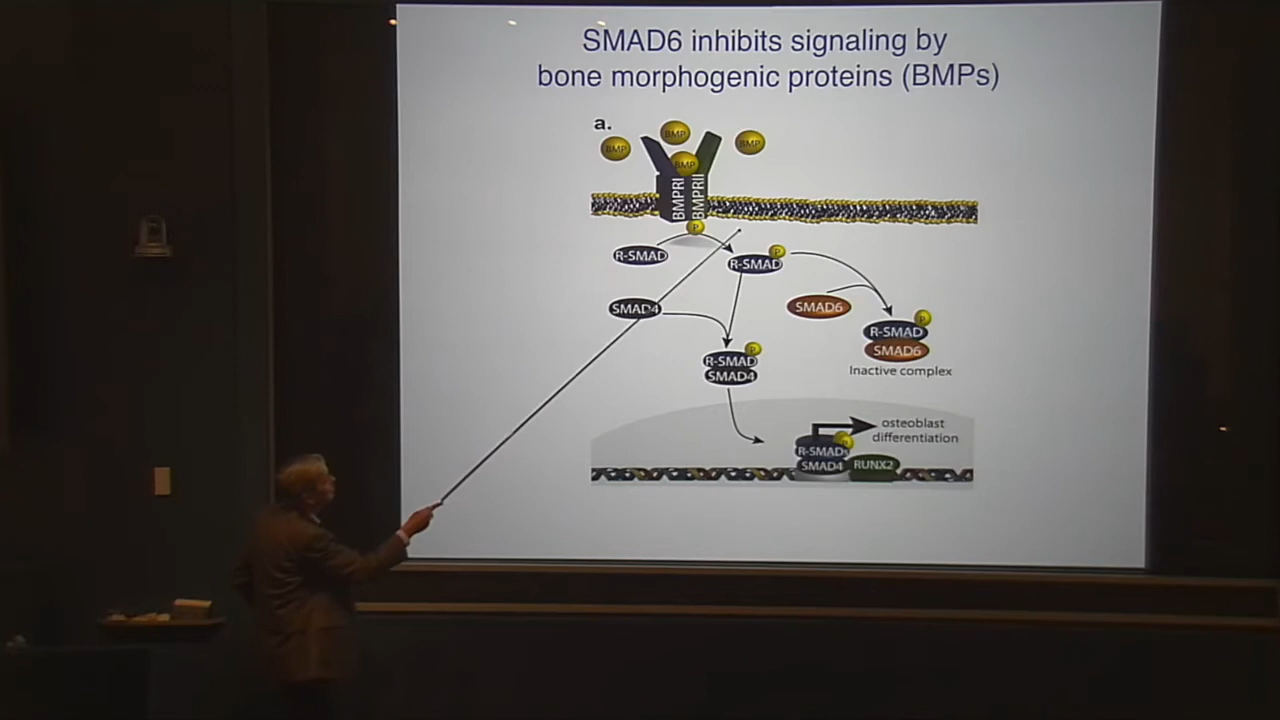 SMAD6 inhibits signaling by
bone morphogenic proteins (BMPs)
a.
BMP
BMP
BMP
BMP
BMPRI
BMPRII
P
R-SMAD
P
R-SMAD
SMAD4
SMAD6
P
R-SMAD
SMAD6
Inactive complex
P
R-SMAD
SMAD4
osteoblast
differentiation
P
R-SMADs
SMAD4
RUNX2